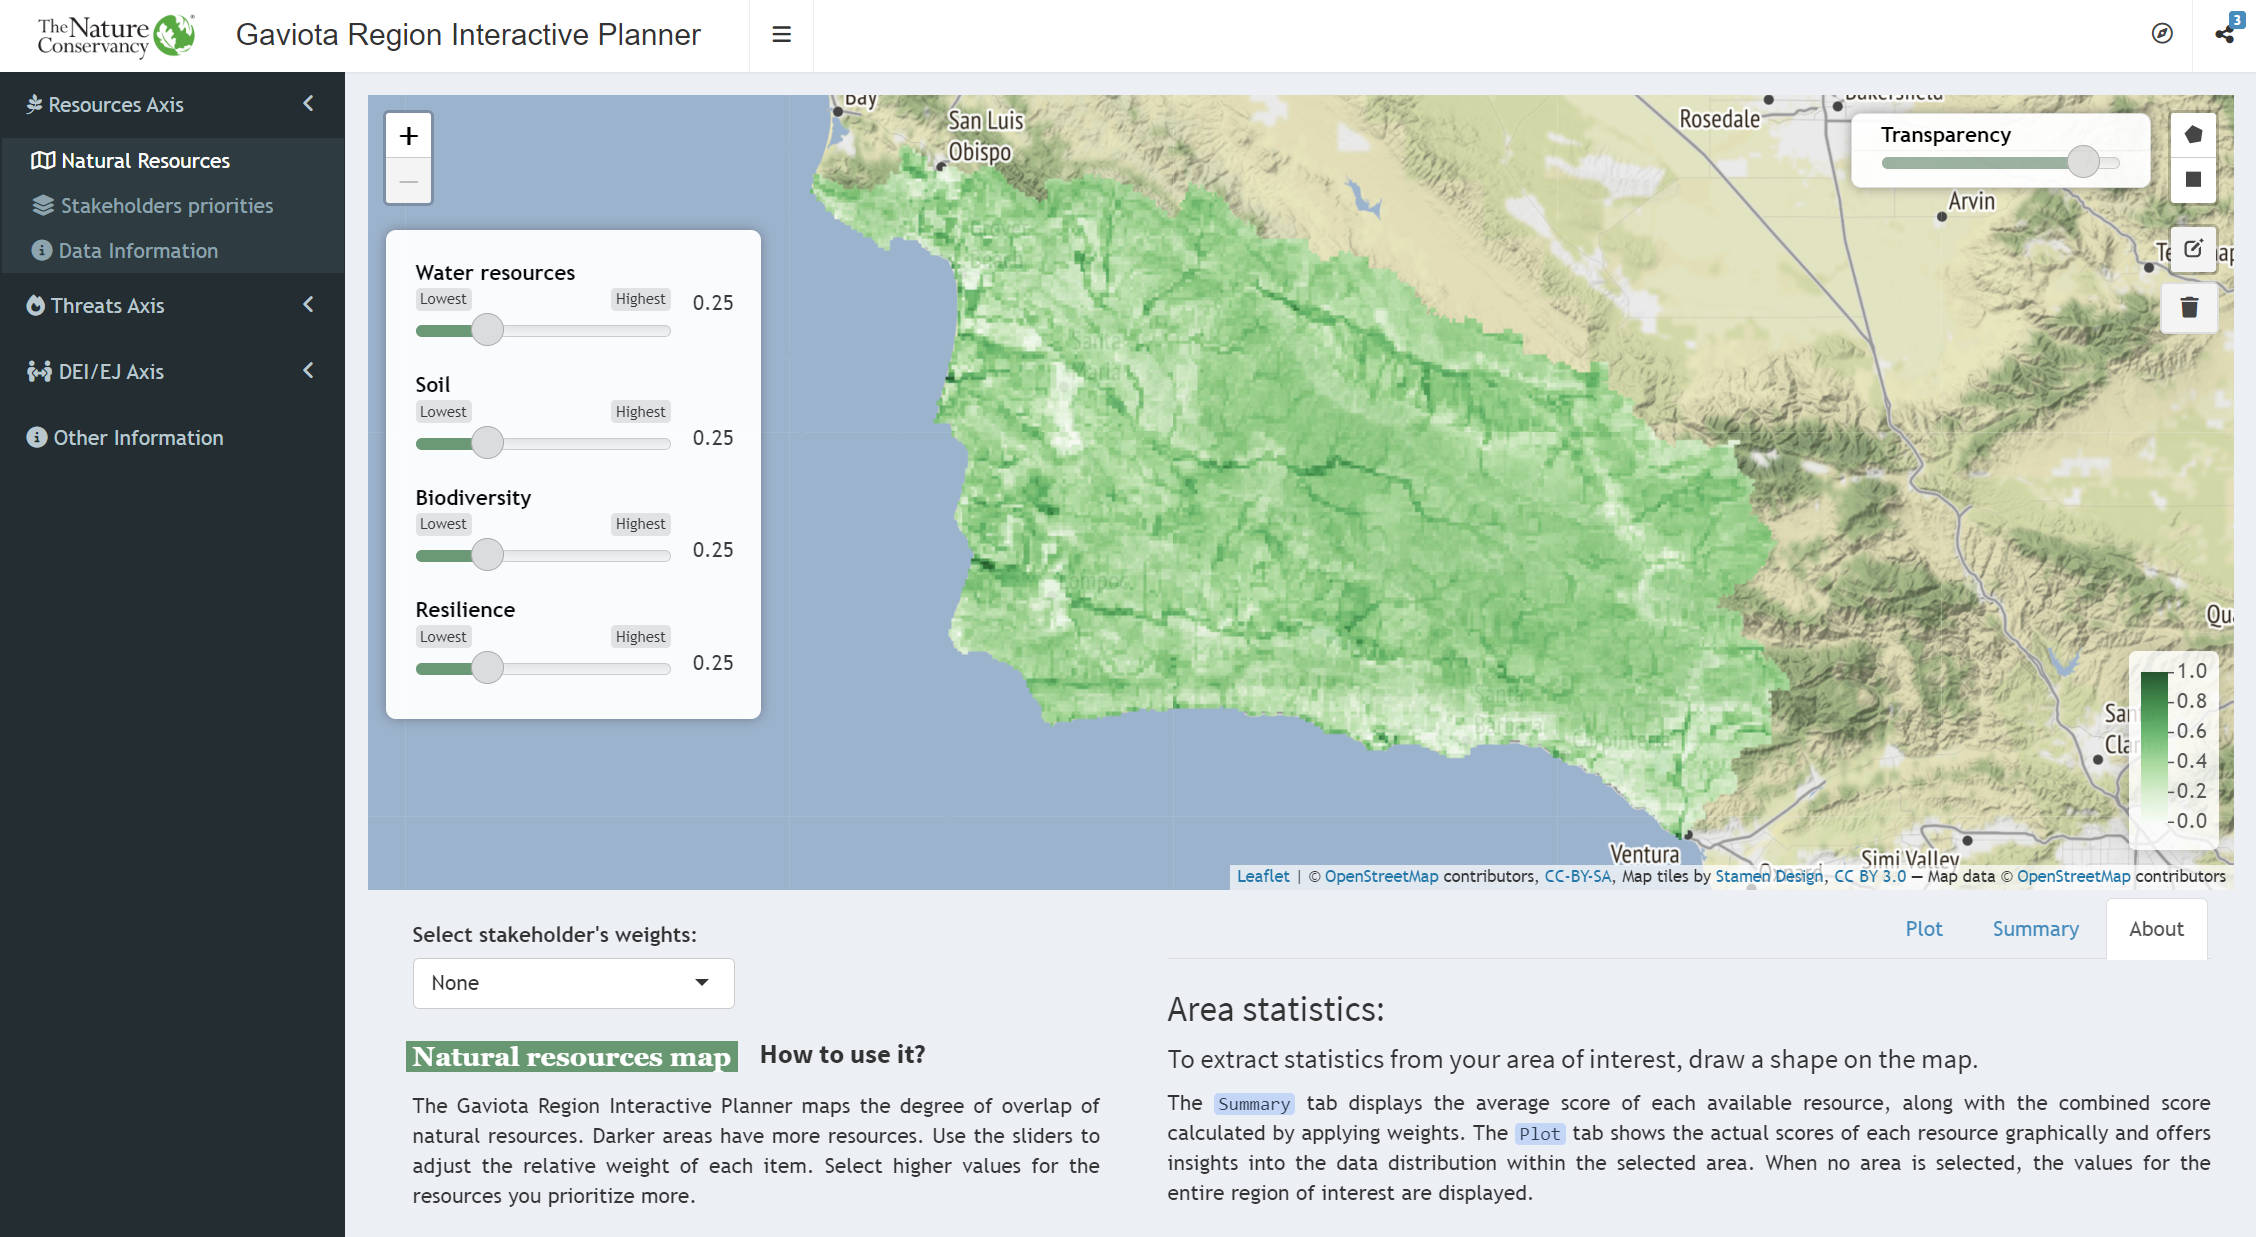 The Nature
Conservancy
Gaviota Region Interactive Planner
3
Resources Axis
Natural Resources
Stakeholders priorities
Data Information
Threats Axis
DEI/EJ Axis
Other Information
+
−
Water resources
Lowest Highest 0.25
Soil
Lowest Highest 0.25
Biodiversity
Lowest Highest 0.25
Resilience
Lowest Highest 0.25
Bay
San Luis
Obispo
Rosedale
Bakersfield
Transparency
Arvin
Santa
Maria
Lompoc
Santa
Barbara
Ventura
Simi Valley
Oxnard
1.0
0.8
0.6
0.4
0.2
0.0
Leaflet | © OpenStreetMap contributors, CC-BY-SA, Map tiles by Stamen Design, CC BY 3.0 — Map data © OpenStreetMap contributors
Select stakeholder's weights:
None
Natural resources map How to use it?
The Gaviota Region Interactive Planner maps the degree of overlap of
natural resources. Darker areas have more resources. Use the sliders to
adjust the relative weight of each item. Select higher values for the
resources you prioritize more.
Plot Summary About
Area statistics:
To extract statistics from your area of interest, draw a shape on the map.
The Summary tab displays the average score of each available resource, along with the combined score
calculated by applying weights. The Plot tab shows the actual scores of each resource graphically and offers
insights into the data distribution within the selected area. When no area is selected, the values for the
entire region of interest are displayed.